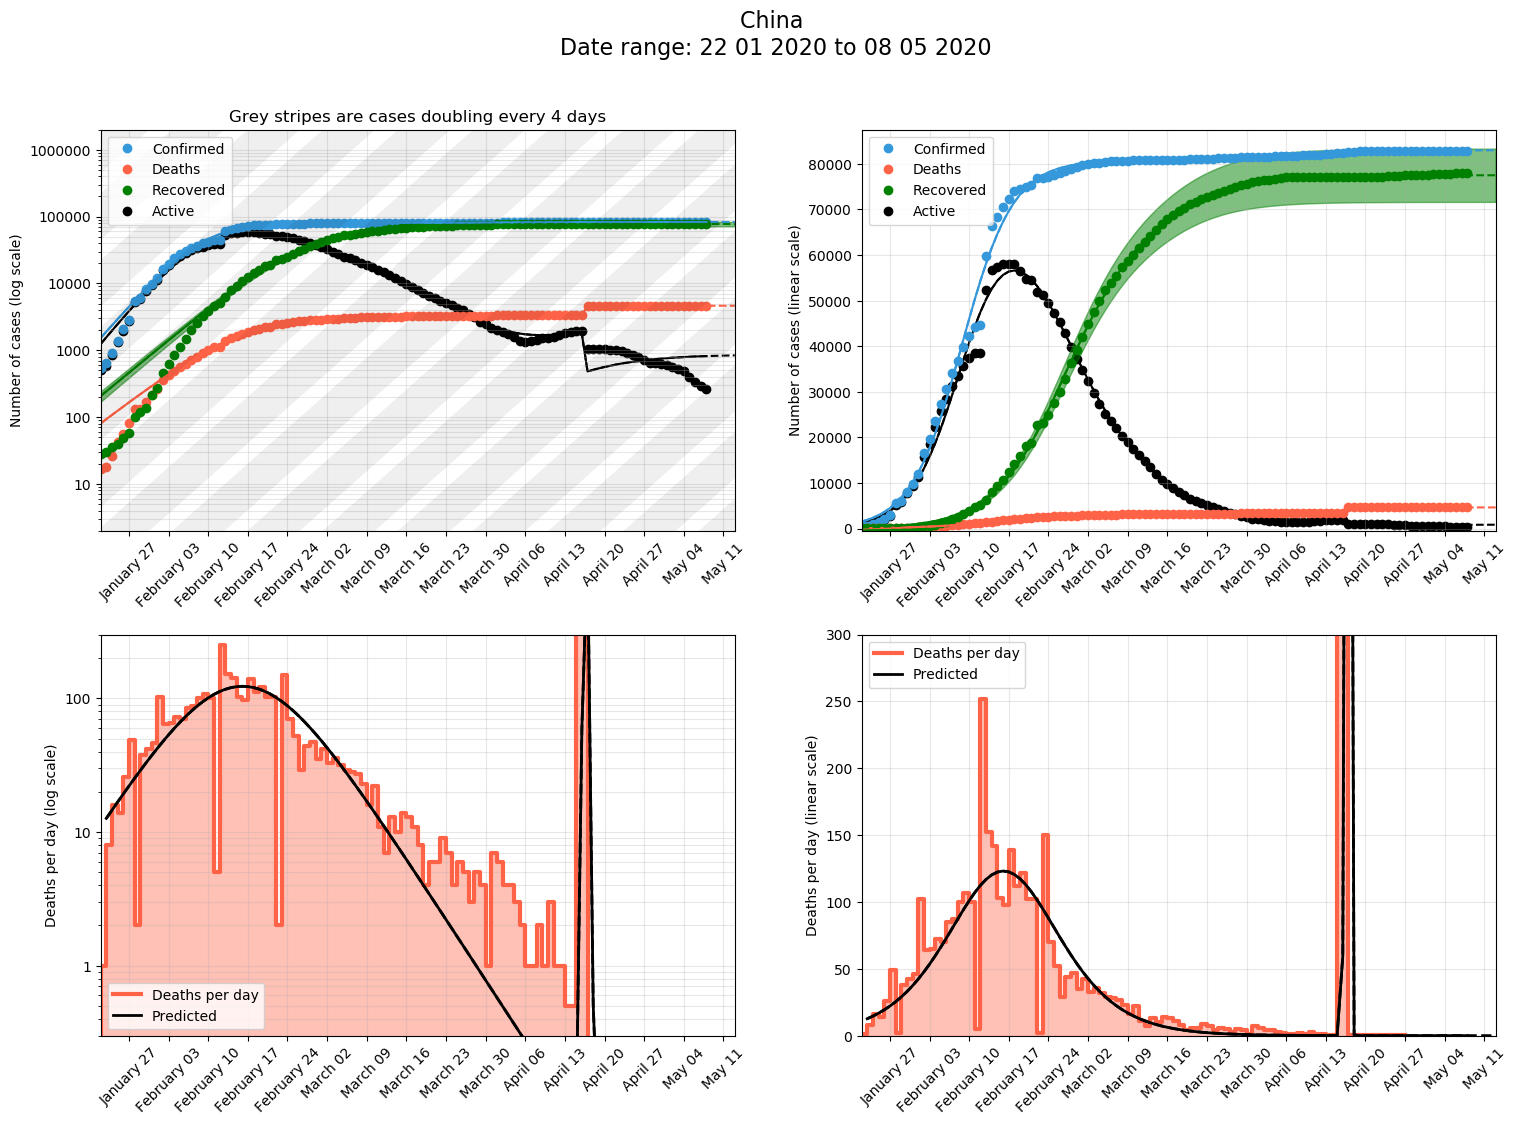 China
Date range: 22 01 2020 to 08 05 2020
Grey stripes are cases doubling every 4 days
Number of cases (log scale)
1000000
100000
10000
1000
100
10
Confirmed
Deaths
Recovered
Active
January 27
February 03
February 10
February 17
February 24
March 02
March 09
March 16
March 23
March 30
April 06
April 13
April 20
April 27
May 04
May 11
Number of cases (linear scale)
80000
70000
60000
50000
40000
30000
20000
10000
0
Confirmed
Deaths
Recovered
Active
January 27
February 03
February 10
February 17
February 24
March 02
March 09
March 16
March 23
March 30
April 06
April 13
April 20
April 27
May 04
May 11
Deaths per day (log scale)
100
10
1
Deaths per day
Predicted
January 27
February 03
February 10
February 17
February 24
March 02
March 09
March 16
March 23
March 30
April 06
April 13
April 20
April 27
May 04
May 11
Deaths per day (linear scale)
300
250
200
150
100
50
0
Deaths per day
Predicted
January 27
February 03
February 10
February 17
February 24
March 02
March 09
March 16
March 23
March 30
April 06
April 13
April 20
April 27
May 04
May 11